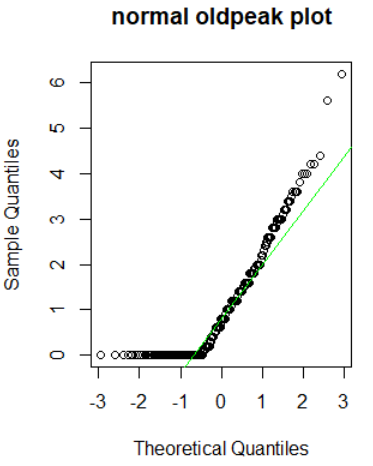 normal oldpeak plot
Sample Quantiles
6
5
4
3
2
1
0
-3 -2 -1 0 1 2 3
Theoretical Quantiles